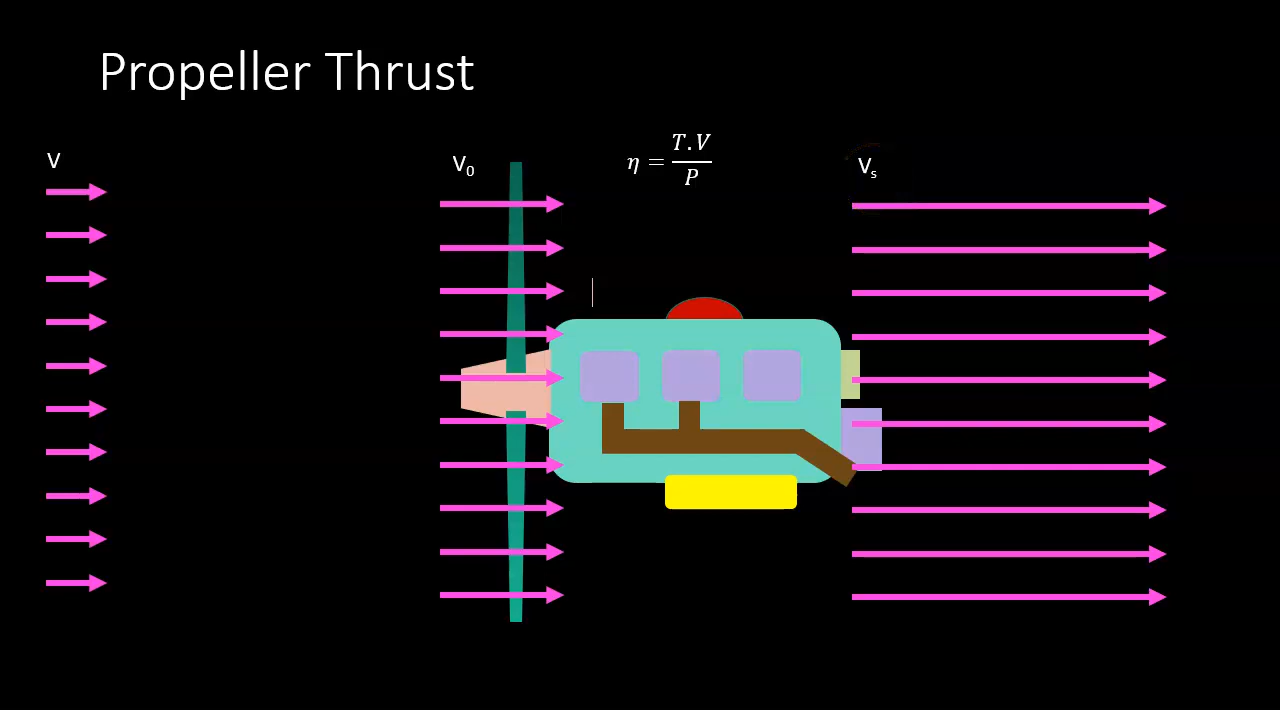 Propeller Thrust
V
V₀
η = T.V/P
Vₛ